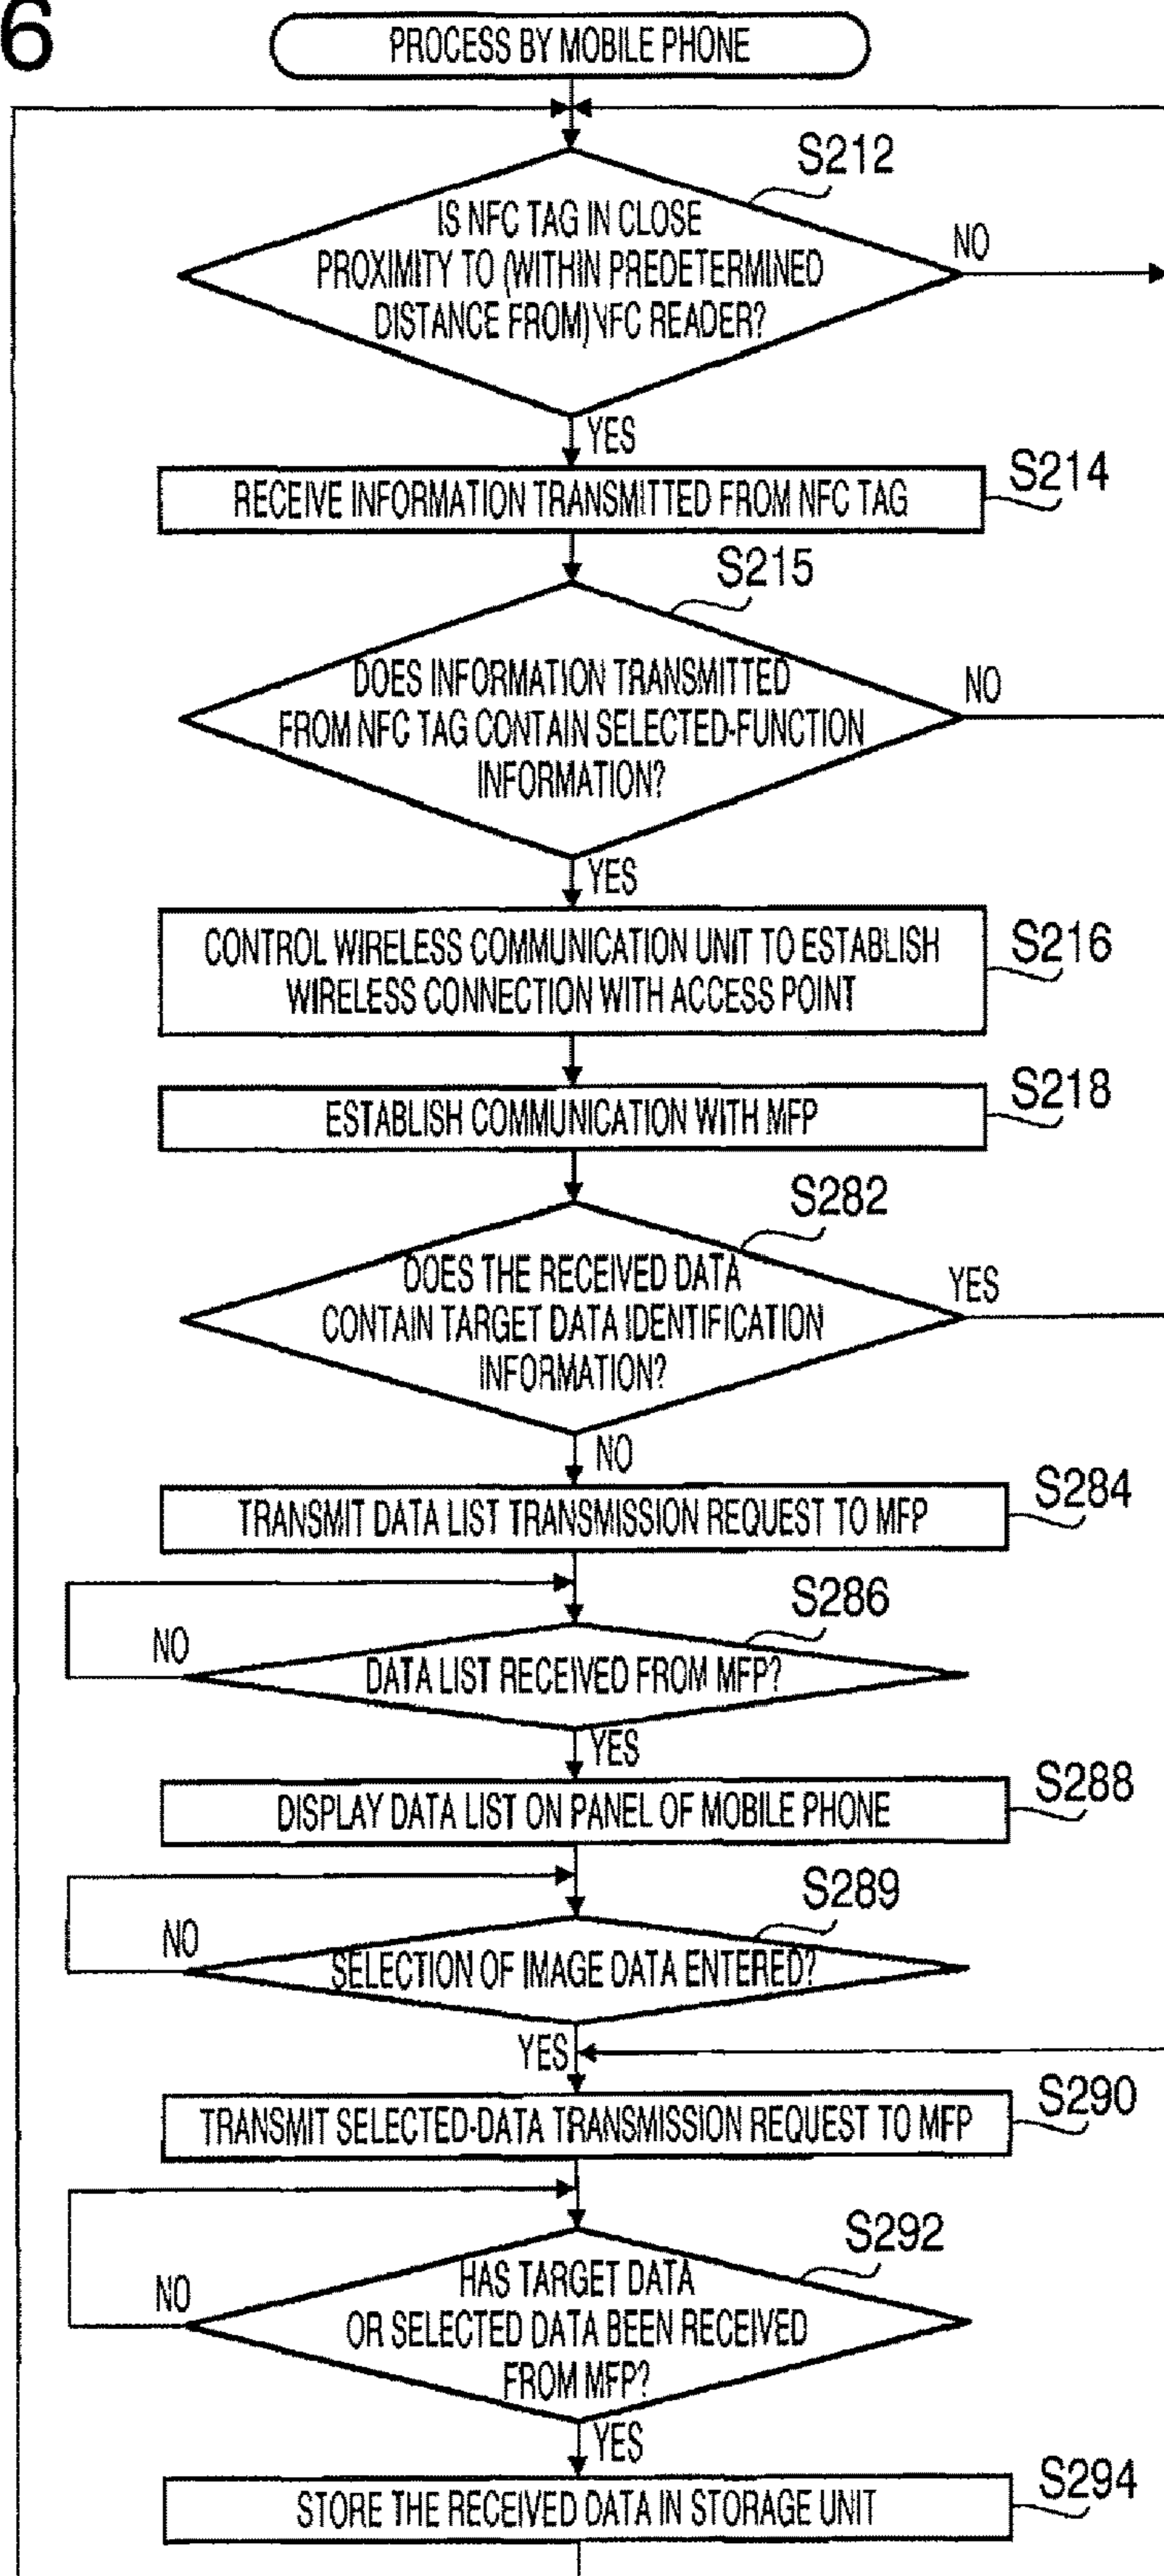 6
PROCESS BY MOBILE PHONE
S212
IS NFC TAG IN CLOSE
PROXIMITY TO (WITHIN PREDETERMINED
DISTANCE FROM) NFC READER?
NO
YES
S214
RECEIVE INFORMATION TRANSMITTED FROM NFC TAG
S215
DOES INFORMATION TRANSMITTED
FROM NFC TAG CONTAIN SELECTED-FUNCTION
INFORMATION?
NO
YES
S216
CONTROL WIRELESS COMMUNICATION UNIT TO ESTABLISH
WIRELESS CONNECTION WITH ACCESS POINT
S218
ESTABLISH COMMUNICATION WITH MFP
S282
DOES THE RECEIVED DATA
CONTAIN TARGET DATA IDENTIFICATION
INFORMATION?
YES
NO
S284
TRANSMIT DATA LIST TRANSMISSION REQUEST TO MFP
S286
NO
DATA LIST RECEIVED FROM MFP?
YES
S288
DISPLAY DATA LIST ON PANEL OF MOBILE PHONE
S289
NO
SELECTION OF IMAGE DATA ENTERED?
YES
S290
TRANSMIT SELECTED-DATA TRANSMISSION REQUEST TO MFP
S292
NO
HAS TARGET DATA
OR SELECTED DATA BEEN RECEIVED
FROM MFP?
YES
S294
STORE THE RECEIVED DATA IN STORAGE UNIT